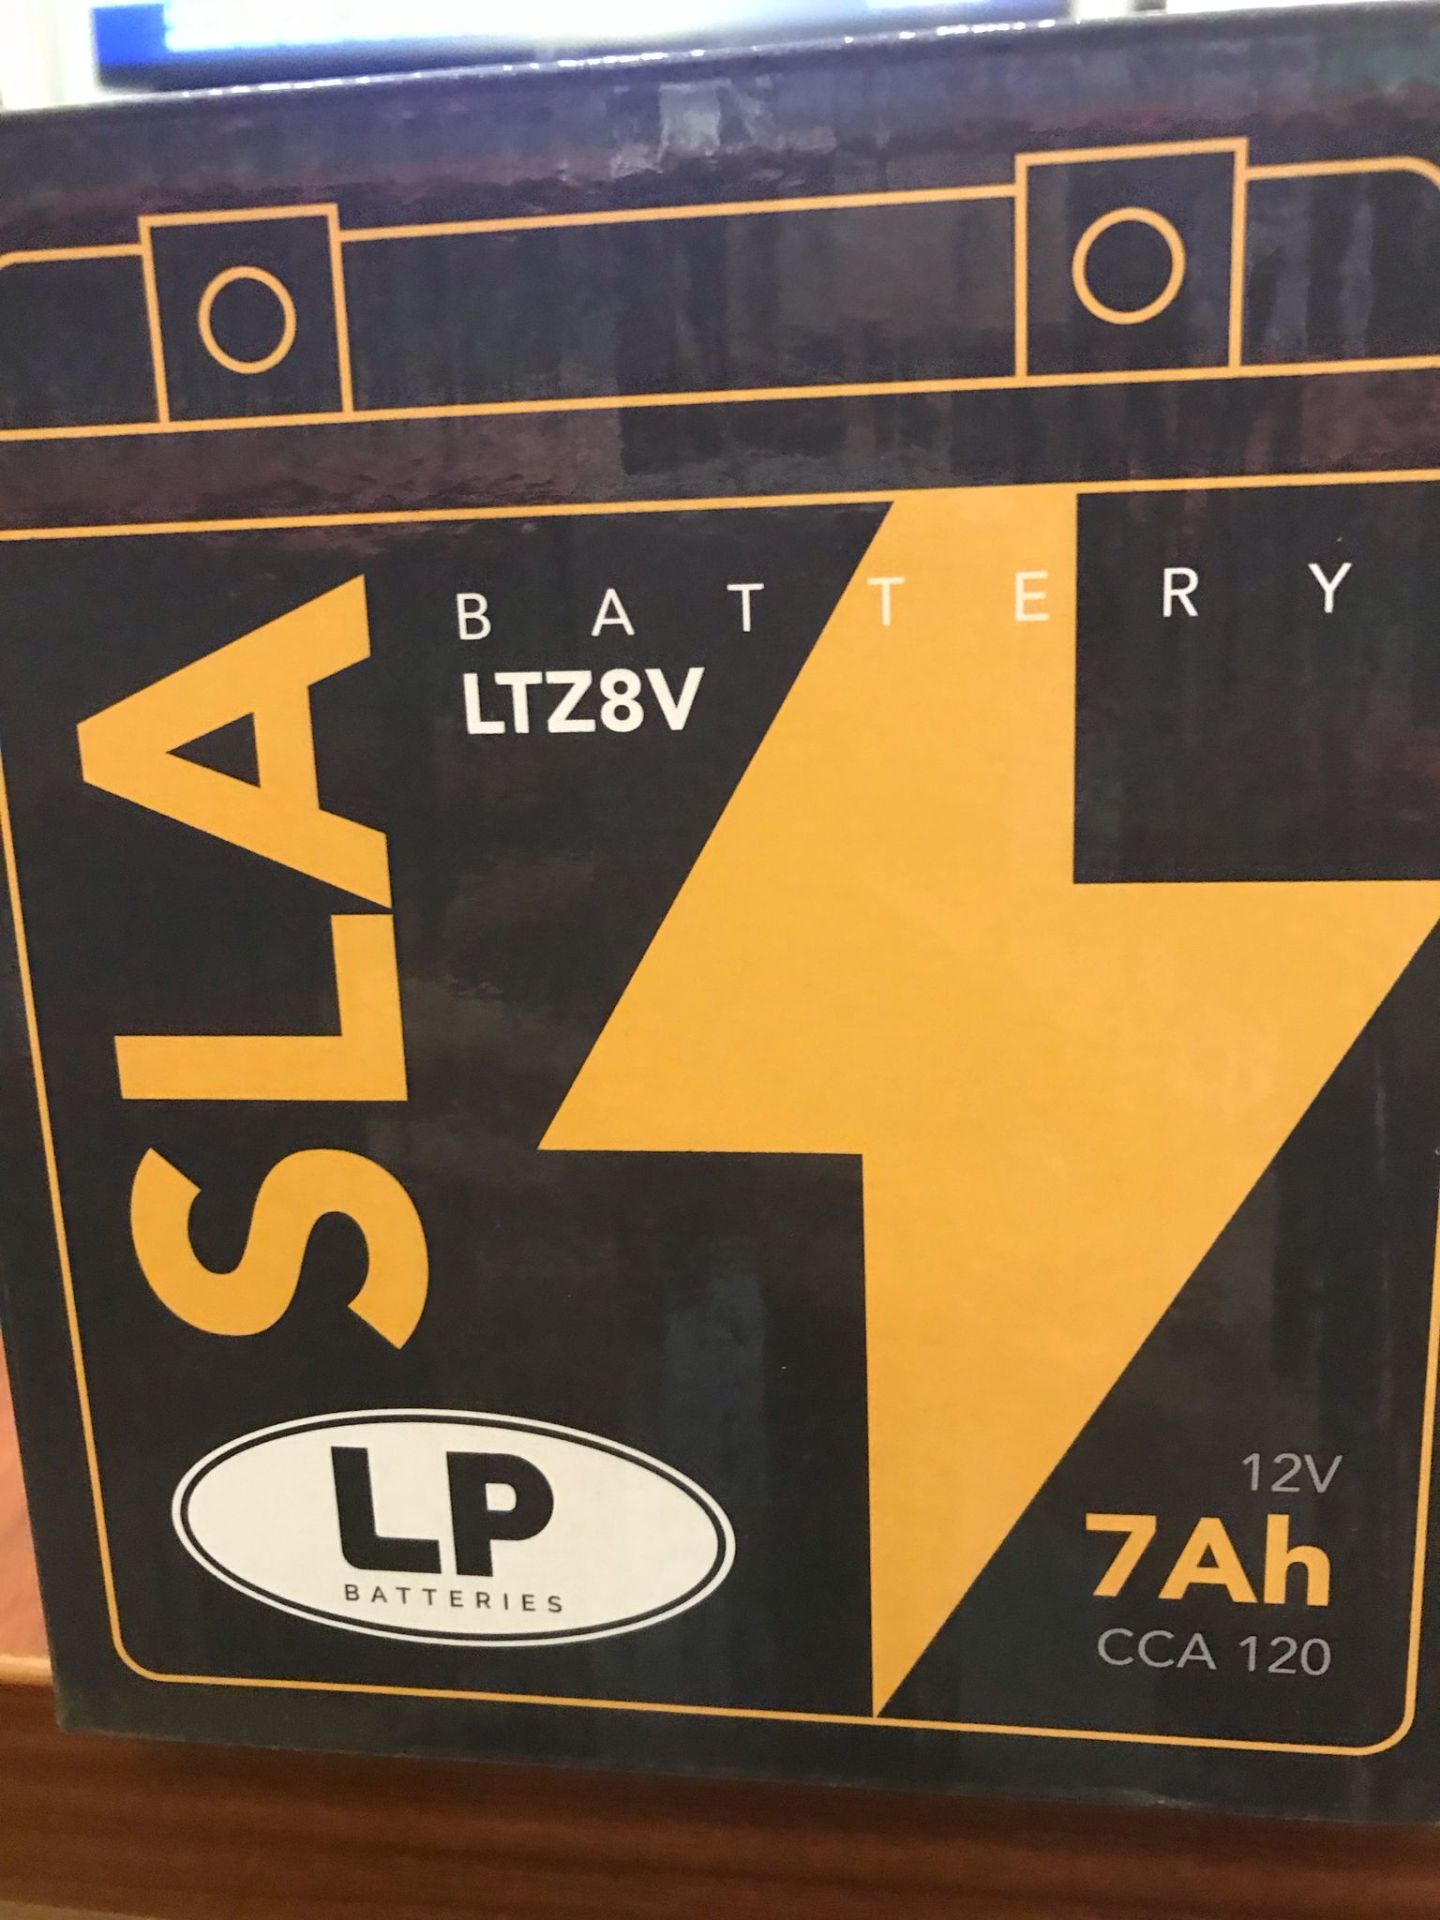 BATTERY
LTZ8V
SLA
LP
BATTERIES
12V
7Ah
CCA 120